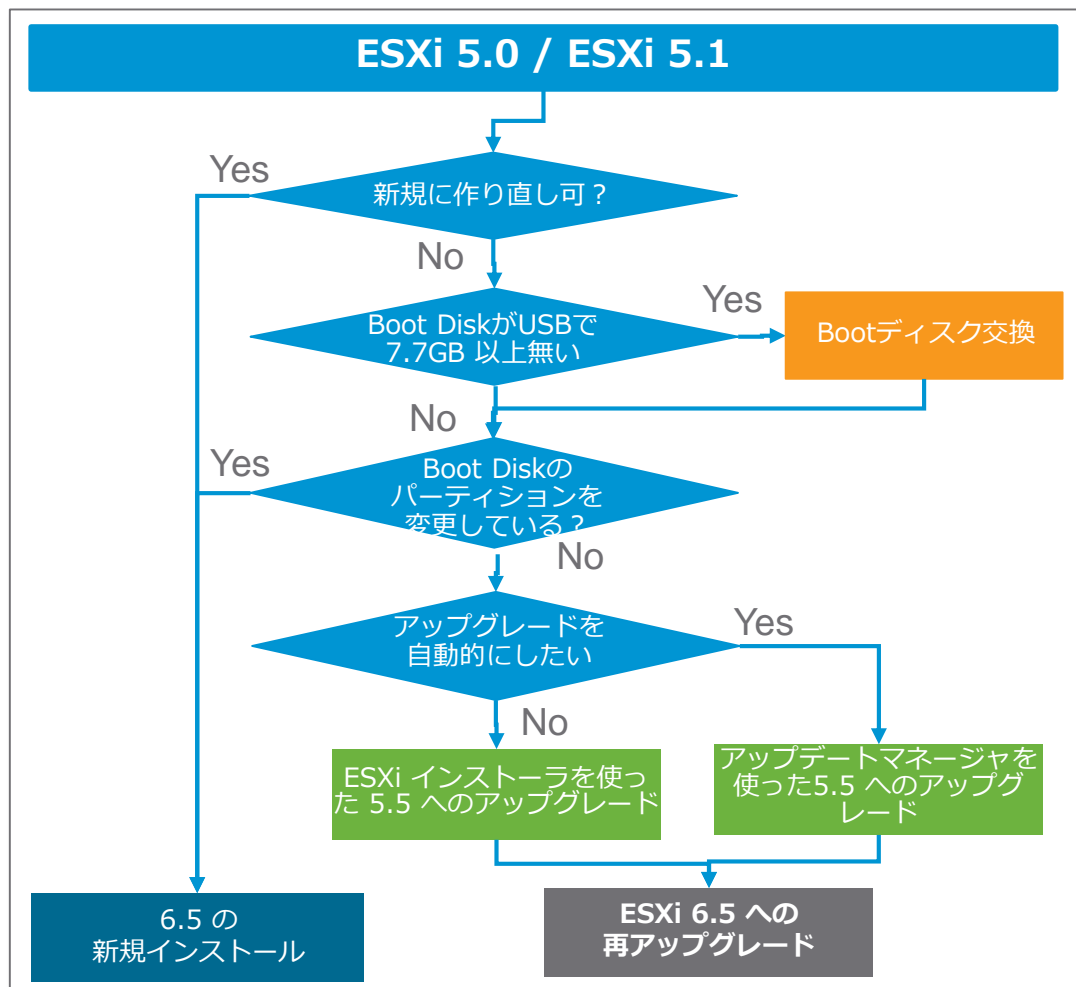 ESXi 5.0 / ESXi 5.1
Yes
新規に作り直し可？
No
Boot DiskがUSBで
7.7GB 以上無い
Yes
Bootディスク交換
No
Yes
Boot Diskの
パーティションを
変更している？
No
アップグレードを
自動的にしたい
Yes
No
ESXi インストーラを使っ
た 5.5 へのアップグレード
アップデートマネージャを
使った5.5 へのアップグ
レード
6.5 の
新規インストール
ESXi 6.5 への
再アップグレード